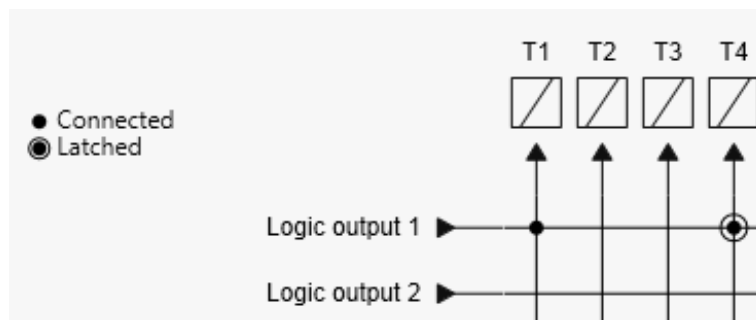 T1 T2 T3 T4
Connected
Latched
Logic output 1
Logic output 2